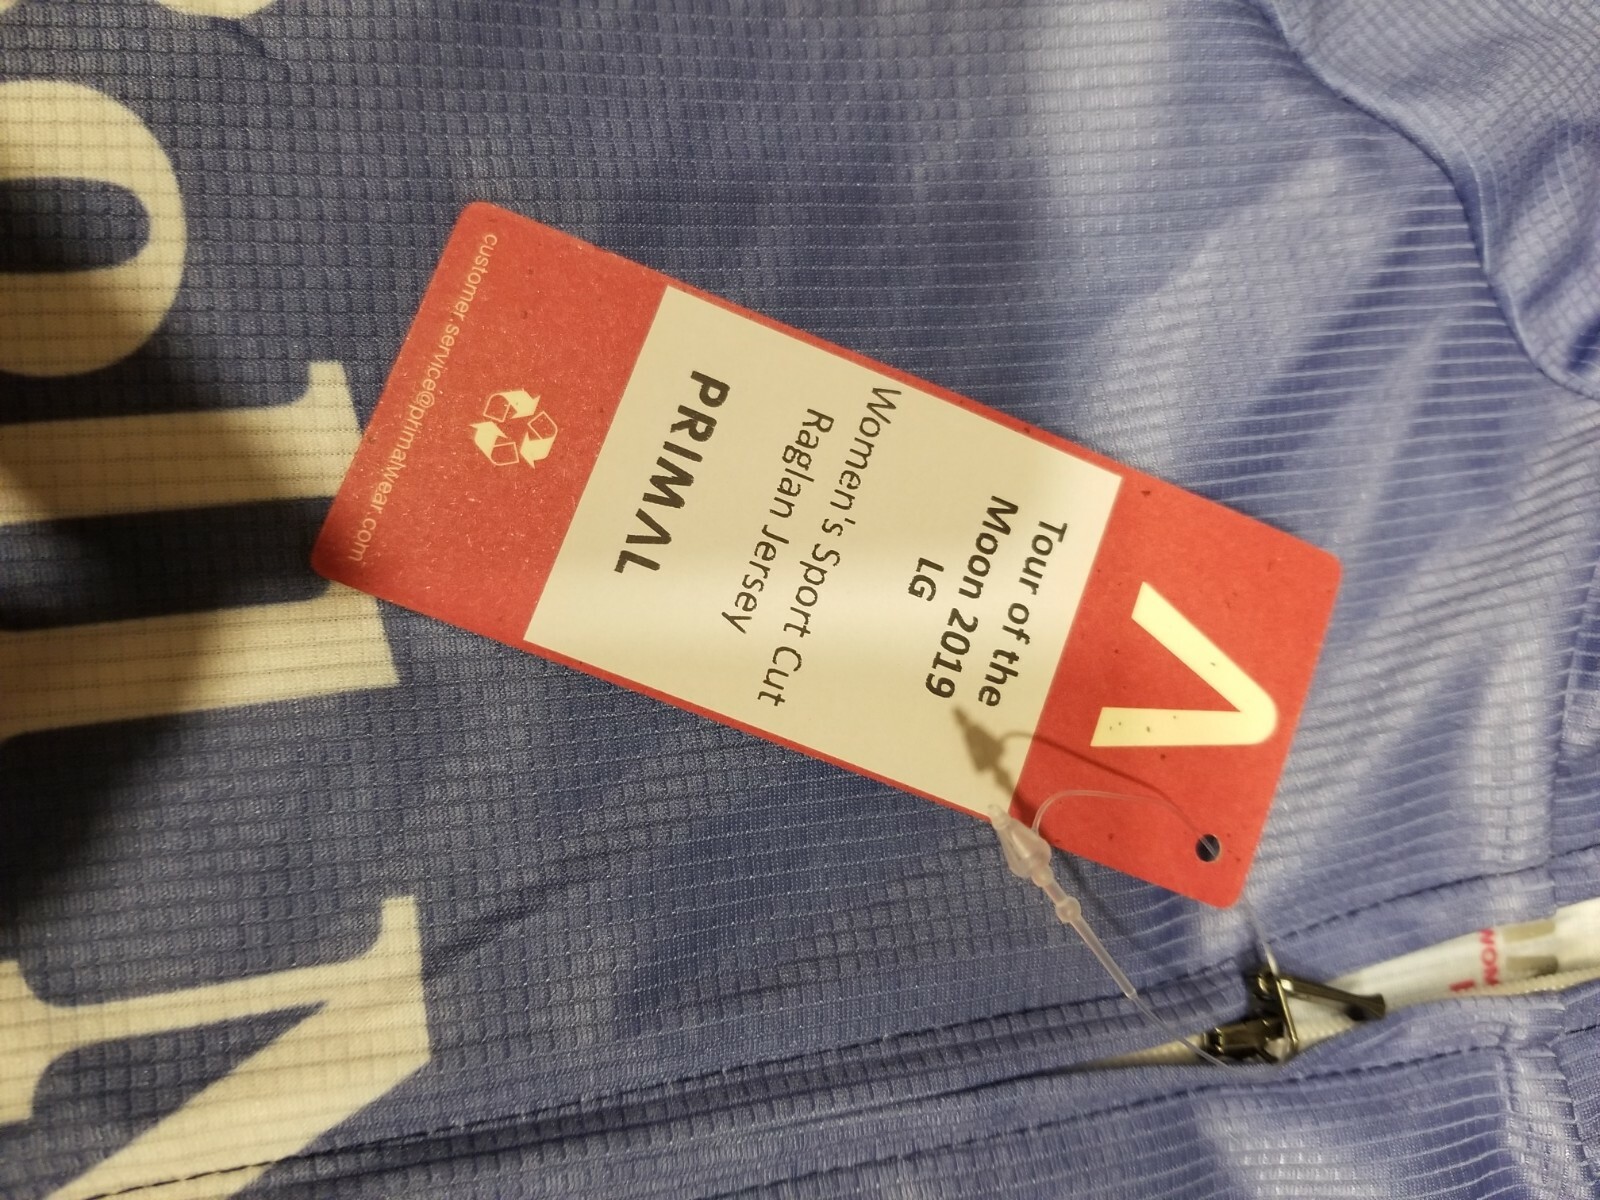 Tour of the
Moon 2019
LG
Women's Sport Cut
Raglan Jersey
PRIMAL
customer.service@primalwear.com